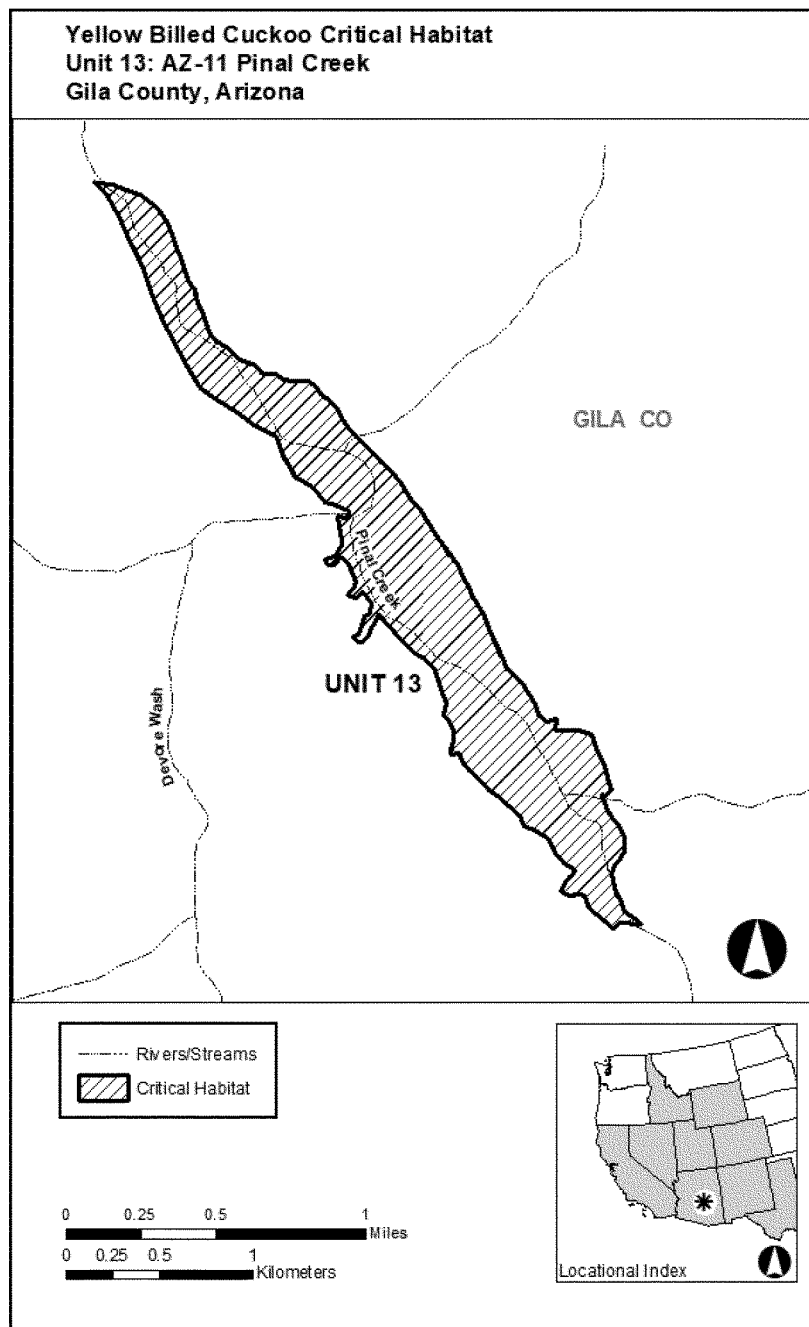 Yellow Billed Cuckoo Critical Habitat
Unit 13: AZ-11 Pinal Creek
Gila County, Arizona
GILA CO
Pinal Creek
UNIT 13
Devore Wash
Rivers/Streams
Critical Habitat
0 0.25 0.5 1
Miles
0 0.25 0.5 1
Kilometers
Locational Index